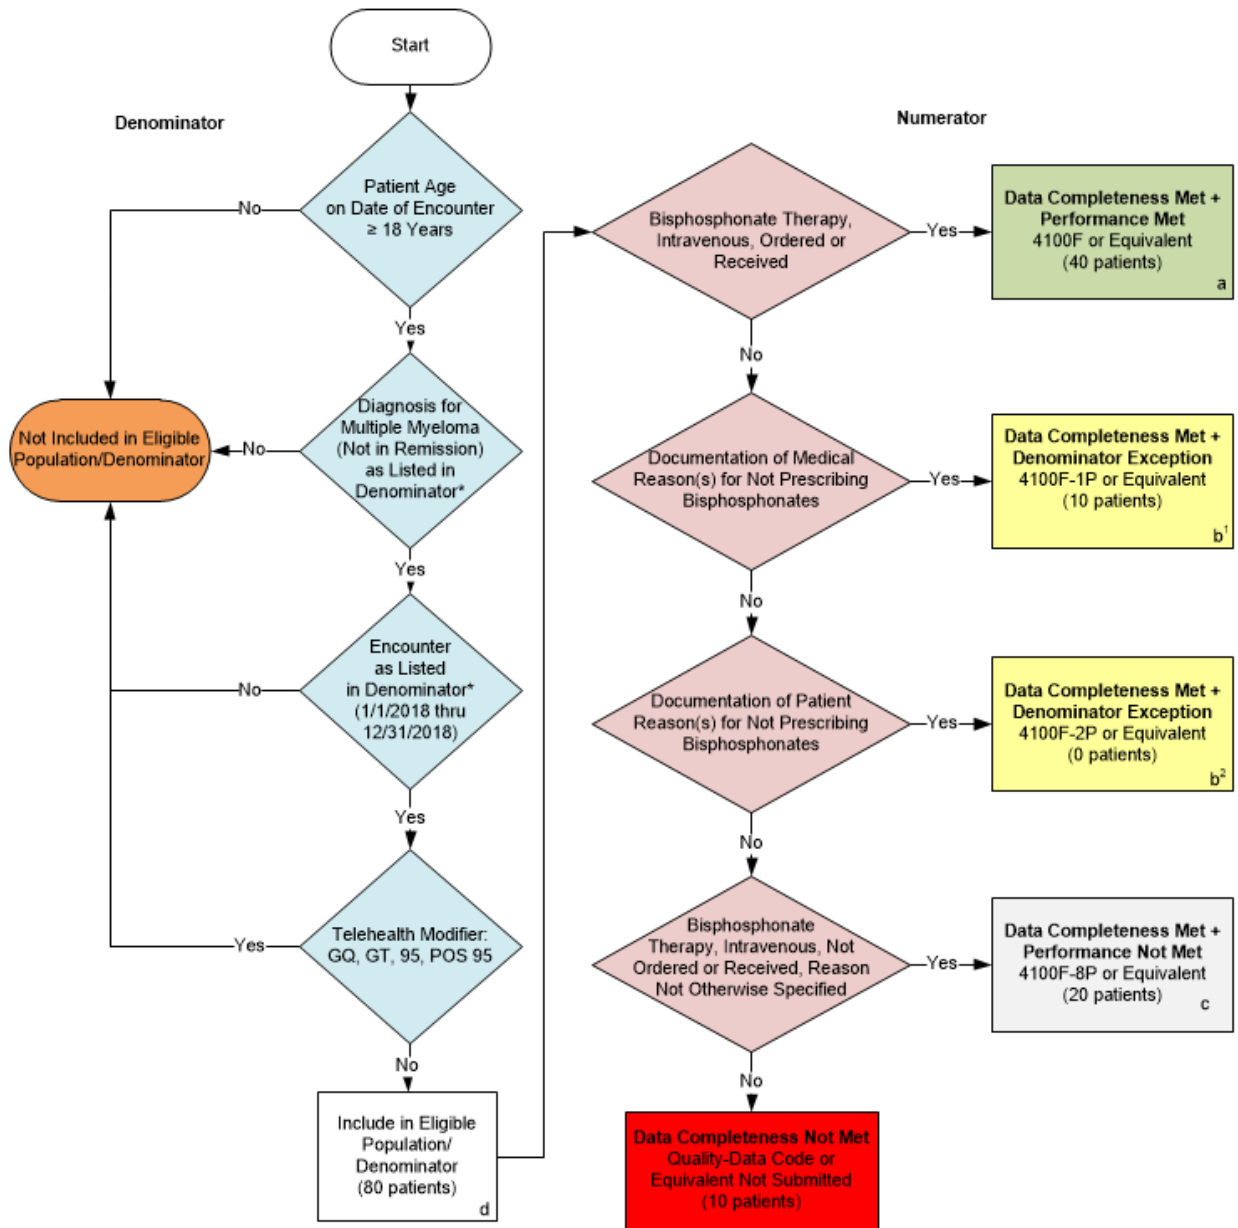 Start
Denominator
Numerator
Patient Age
on Date of Encounter
≥ 18 Years
No
Yes
Diagnosis for
Multiple Myeloma
(Not in Remission)
as Listed in
Denominator*
No
Not Included in Eligible
Population/Denominator
Yes
Encounter
as Listed
in Denominator*
(1/1/2018 thru
12/31/2018)
No
Yes
Telehealth Modifier:
GQ, GT, 95, POS 95
Yes
No
Include in Eligible
Population/
Denominator
(80 patients)
d
Bisphosphonate Therapy,
Intravenous, Ordered or
Received
Yes
Data Completeness Met +
Performance Met
4100F or Equivalent
(40 patients)
a
No
Documentation of Medical
Reason(s) for Not Prescribing
Bisphosphonates
Yes
Data Completeness Met +
Denominator Exception
4100F-1P or Equivalent
(10 patients)
b¹
No
Documentation of Patient
Reason(s) for Not Prescribing
Bisphosphonates
Yes
Data Completeness Met +
Denominator Exception
4100F-2P or Equivalent
(0 patients)
b²
No
Bisphosphonate
Therapy, Intravenous, Not
Ordered or Received, Reason
Not Otherwise Specified
Yes
Data Completeness Met +
Performance Not Met
4100F-8P or Equivalent
(20 patients)
c
No
Data Completeness Not Met
Quality-Data Code or
Equivalent Not Submitted
(10 patients)